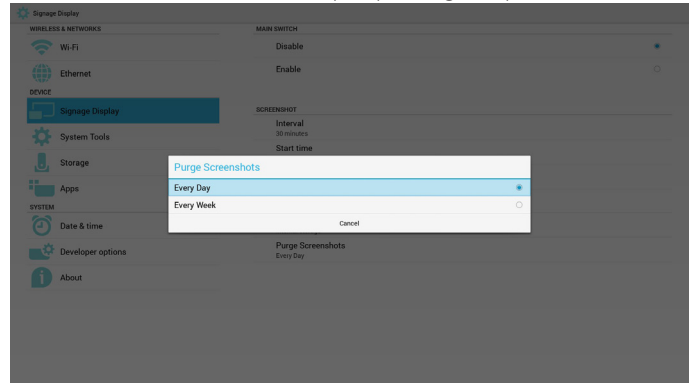 Signage Display
WIRELESS & NETWORKS
Wi-Fi
Ethernet
DEVICE
Signage Display
System Tools
Storage
Apps
SYSTEM
Date & time
Developer options
About
MAIN SWITCH
Disable
Enable
SCREENSHOT
Interval
30 minutes
Start time
Purge Screenshots
Every Day
Every Week
Cancel
Purge Screenshots
Every Day